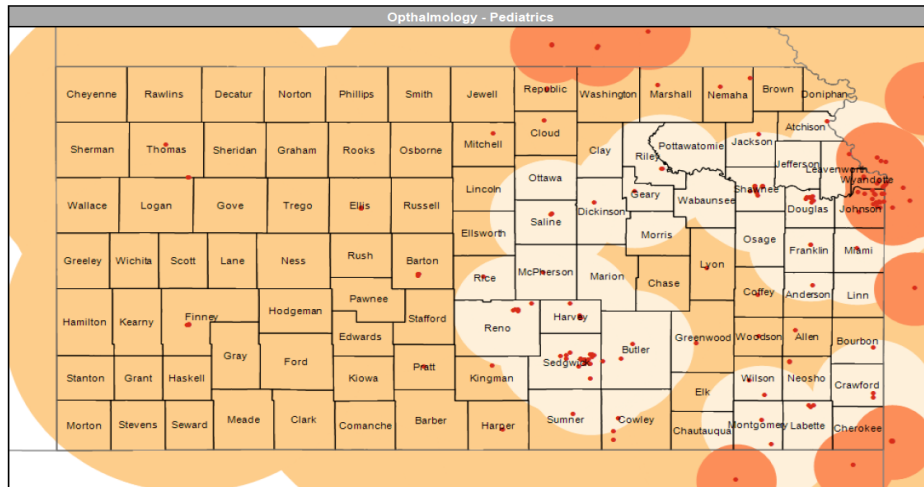 Opthalmology - Pediatrics
Cheyenne Rawlins Decatur Norton Phillips Smith Jewell Republic Washington Marshall Nemaha Brown Doniphan
Atchison
Cloud
Sherman Thomas Sheridan Graham Rooks Osborne Mitchell Clay Riley Pottawatomie Jackson
Jefferson Leavenworth
Ottawa
Wyandotte
Lincoln
Wallace Logan Gove Trego Ellis Russell Dickinson Geary Wabaunsee Shawnee
Saline Douglas Johnson
Ellsworth Morris Osage
Greeley Wichita Scott Lane Ness Rush Barton Franklin Miami
Rice McPherson Marion Lyon
Chase Coffey Anderson Linn
Pawnee
Hamilton Kearny Finney Hodgeman Stafford Reno Harvey
Edwards Greenwood Woodson Allen Bourbon
Gray Ford Butler
Sedgwick
Stanton Grant Haskell Kiowa Pratt Kingman Wilson Neosho
Elk Crawford
Morton Stevens Seward Meade Clark Comanche Barber Harper Sumner Cowley
Chautauqua Montgomery Labette Cherokee